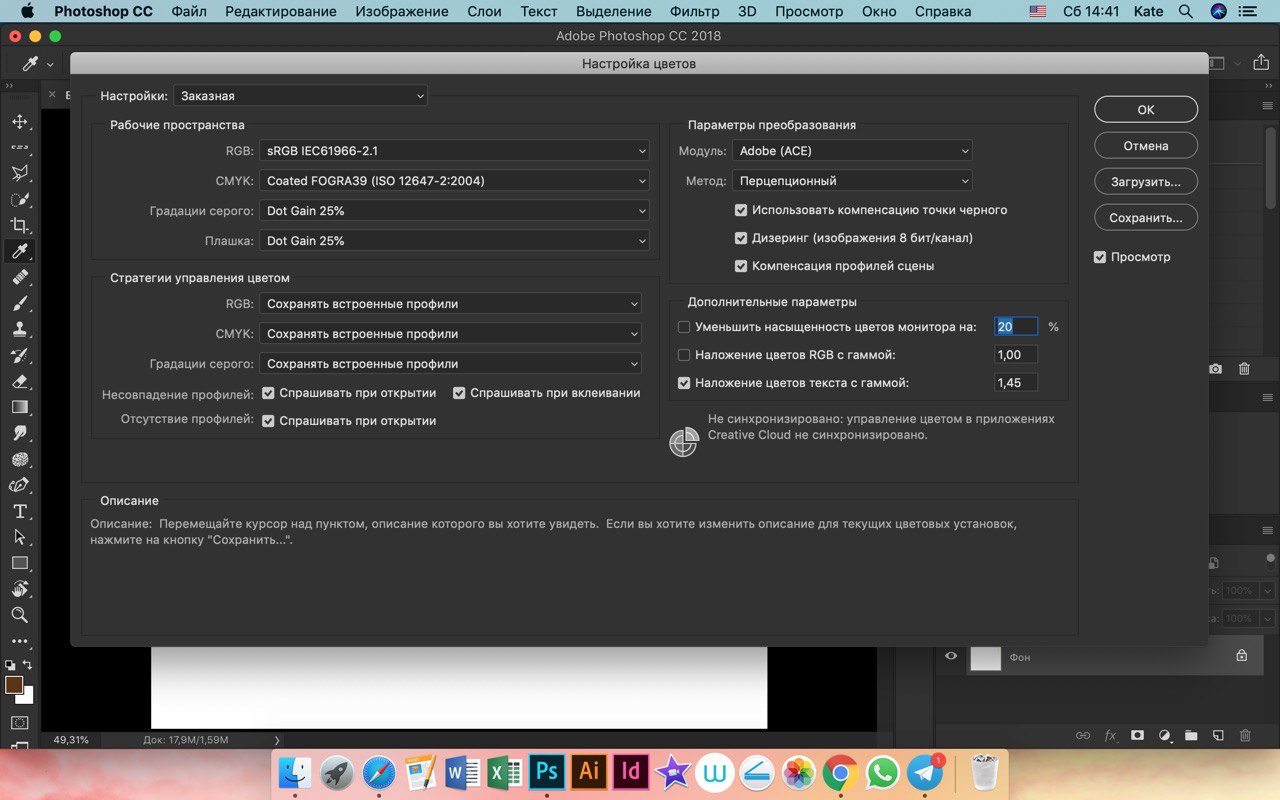 Photoshop CC Файл Редактирование Изображение Слои Текст Выделение Фильтр 3D Просмотр Окно Справка Сб 14:41 Kate
Adobe Photoshop CC 2018
Настройка цветов
Настройки: Заказная
Рабочие пространства
RGB: sRGB IEC61966-2.1
CMYK: Coated FOGRA39 (ISO 12647-2:2004)
Градации серого: Dot Gain 25%
Плашка: Dot Gain 25%
Стратегии управления цветом
RGB: Сохранять встроенные профили
CMYK: Сохранять встроенные профили
Градации серого: Сохранять встроенные профили
Несовпадение профилей: Спрашивать при открытии Спрашивать при вклеивании
Отсутствие профилей: Спрашивать при открытии
Параметры преобразования
Модуль: Adobe (ACE)
Метод: Перцепционный
Использовать компенсацию точки черного
Дизеринг (изображения 8 бит/канал)
Компенсация профилей сцены
Дополнительные параметры
Уменьшить насыщенность цветов монитора на: 20 %
Наложение цветов RGB с гаммой: 1,00
Наложение цветов текста с гаммой: 1,45
Не синхронизировано: управление цветом в приложениях
Creative Cloud не синхронизировано.
OK
Отмена
Загрузить...
Сохранить...
Просмотр
Описание
Описание: Перемещайте курсор над пунктом, описание которого вы хотите увидеть. Если вы хотите изменить описание для текущих цветовых установок,
нажмите на кнопку "Сохранить...".
ть: 100%
ка: 100%
Фон
fx
49,31% Док: 17,9M/1,59M
W X Ps Ai Id W 1